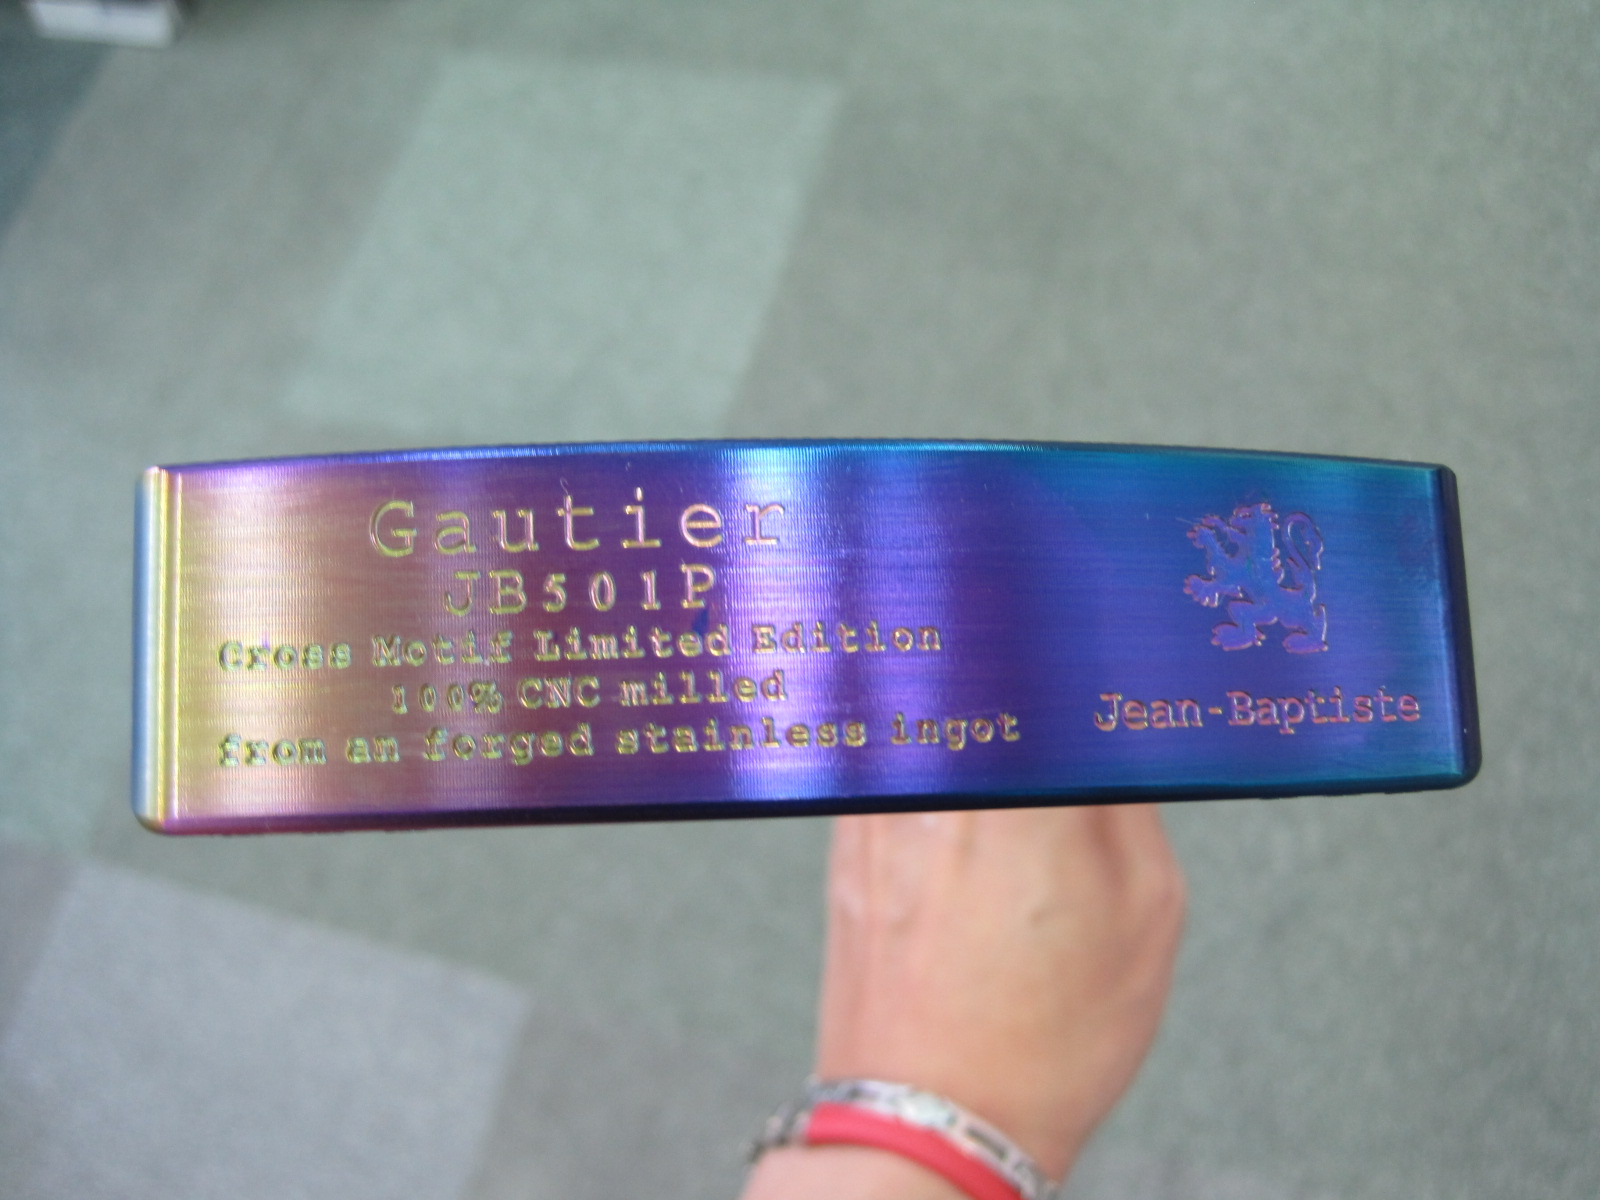 Gautier
JB501P
Cross Motif Limited Edition
100% CNC milled
from an forged stainless ingot
Jean-Baptiste